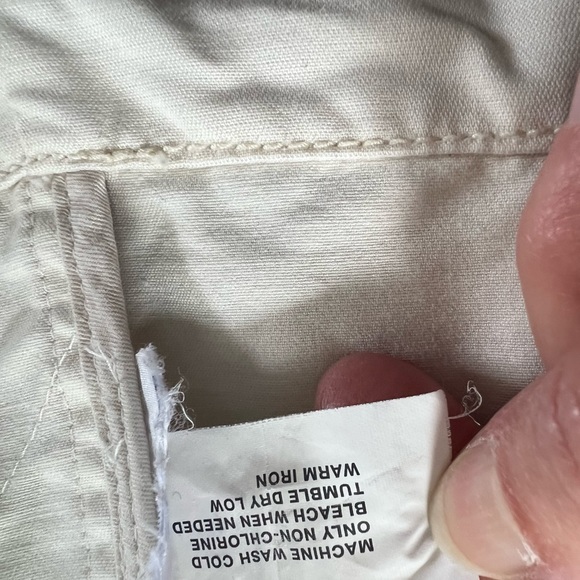 MACHINE WASH COLD
ONLY NON-CHLORINE
BLEACH WHEN NEEDED
TUMBLE DRY LOW
WARM IRON